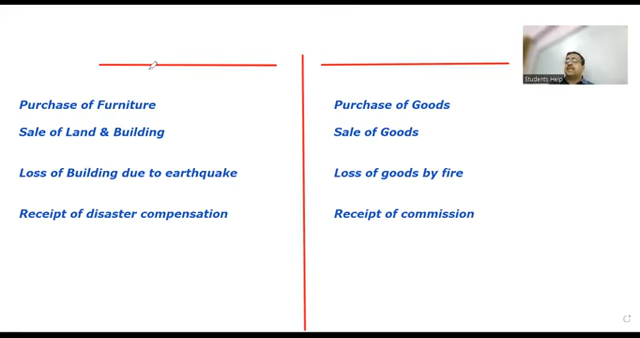 Students Help
Purchase of Furniture
Sale of Land & Building
Loss of Building due to earthquake
Receipt of disaster compensation
Purchase of Goods
Sale of Goods
Loss of goods by fire
Receipt of commission